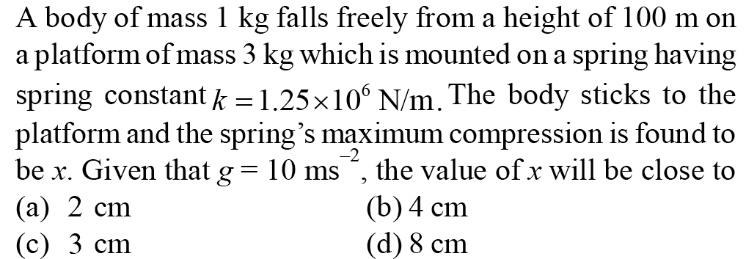 A body of mass 1 kg falls freely from a height of 100 m on
a platform of mass 3 kg which is mounted on a spring having
spring constant k = 1.25×10⁶ N/m. The body sticks to the
platform and the spring's maximum compression is found to
be x. Given that g = 10 ms⁻², the value of x will be close to
(a) 2 cm (b) 4 cm
(c) 3 cm (d) 8 cm